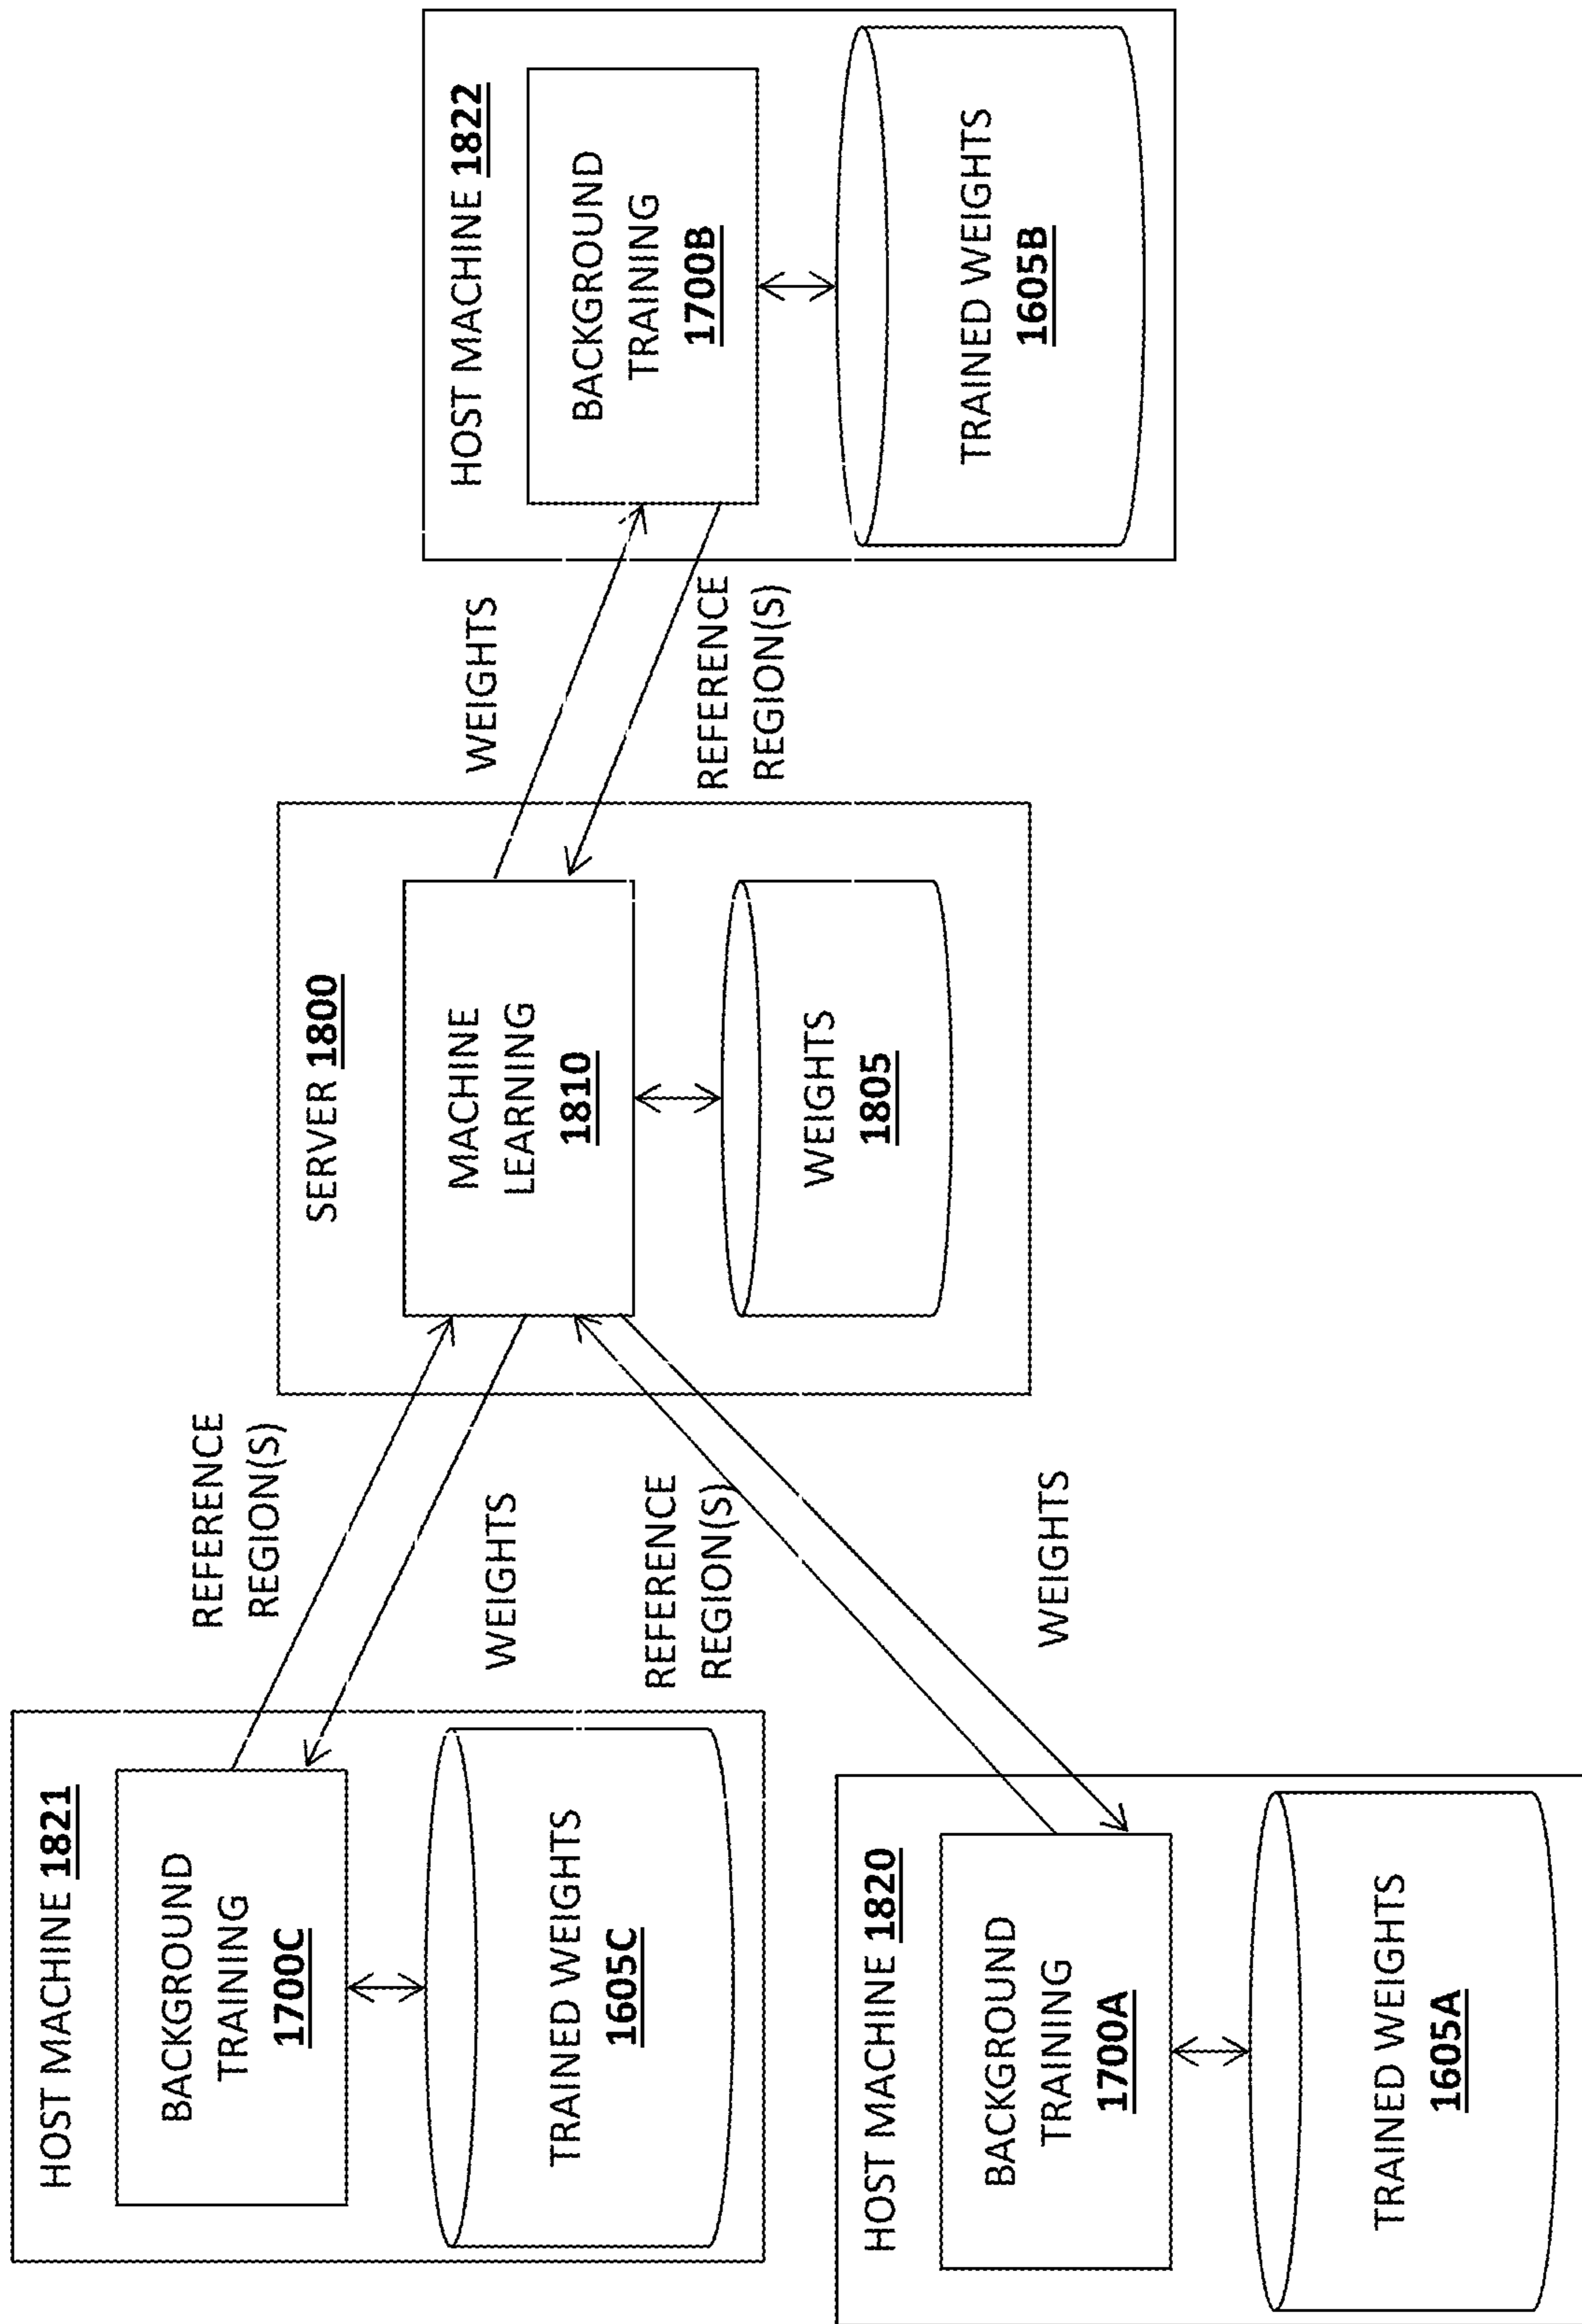 HOST MACHINE 1821
BACKGROUND
TRAINING
1700C
TRAINED WEIGHTS
1605C
REFERENCE
REGION(S)
WEIGHTS
HOST MACHINE 1820
BACKGROUND
TRAINING
1700A
TRAINED WEIGHTS
1605A
REFERENCE
REGION(S)
WEIGHTS
SERVER 1800
MACHINE
LEARNING
1810
WEIGHTS
1805
WEIGHTS
REFERENCE
REGION(S)
HOST MACHINE 1822
BACKGROUND
TRAINING
1700B
TRAINED WEIGHTS
1605B